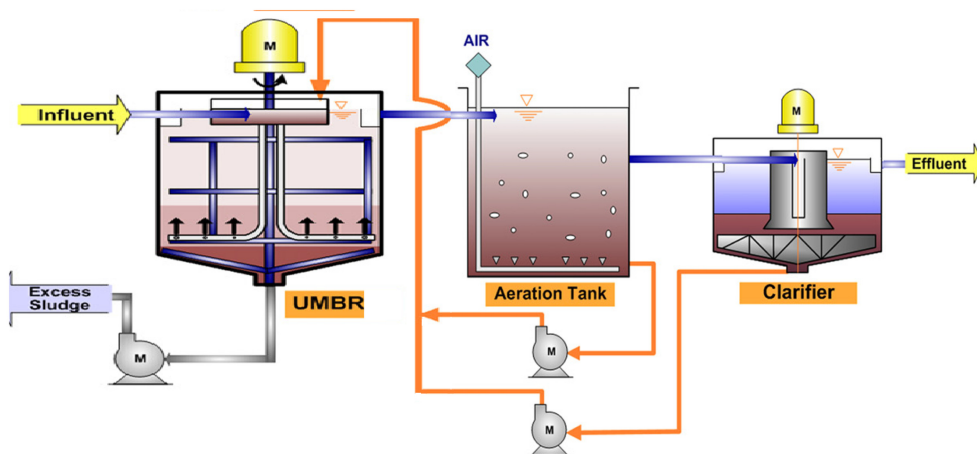 M
AIR
Influent
M
Effluent
Excess
Sludge
UMBR
Aeration Tank
Clarifier
M
M
M